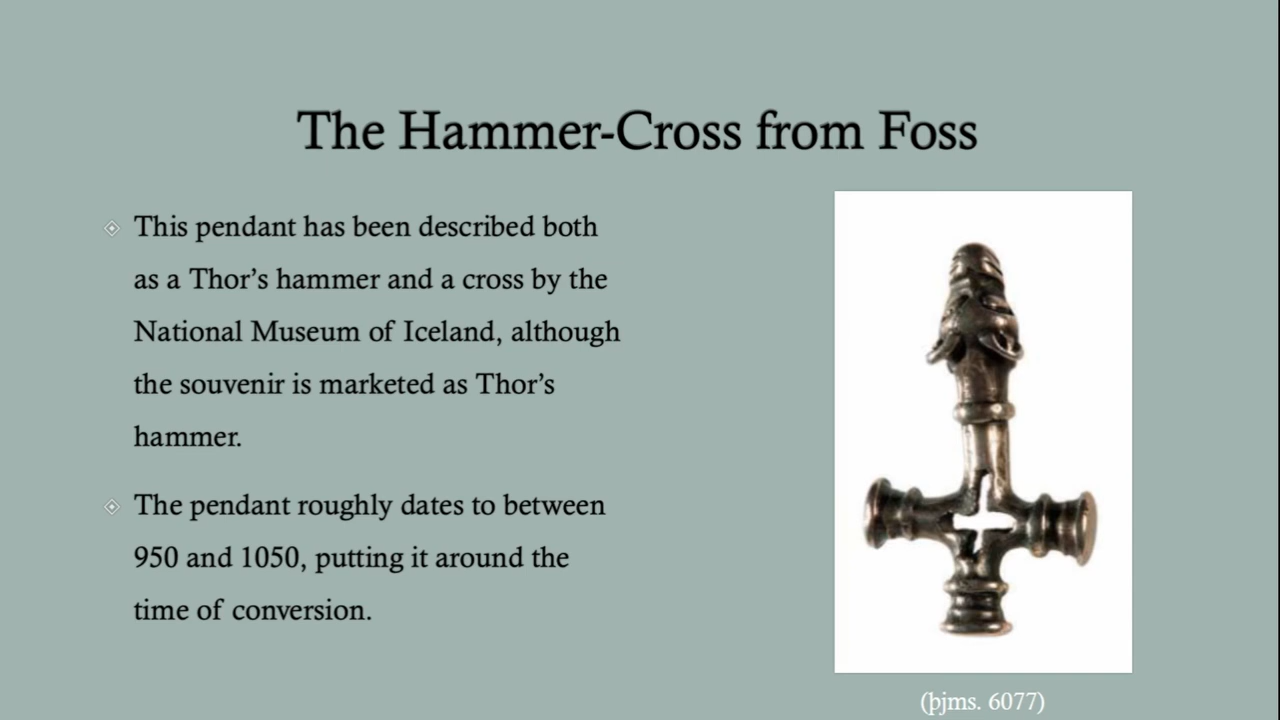 The Hammer-Cross from Foss
This pendant has been described both
as a Thor’s hammer and a cross by the
National Museum of Iceland, although
the souvenir is marketed as Thor’s
hammer.
The pendant roughly dates to between
950 and 1050, putting it around the
time of conversion.
(þjms. 6077)